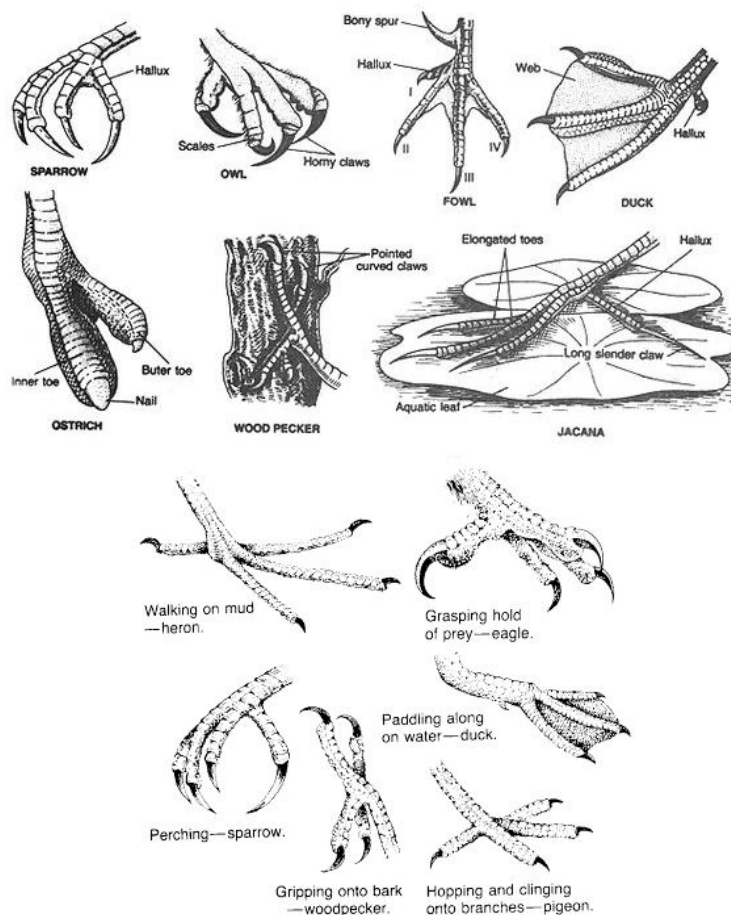 Hallux
SPARROW
Scales
Horny claws
OWL
Bony spur
Hallux
I
II
III
IV
FOWL
Web
Hallux
DUCK
Inner toe
Buter toe
Nail
OSTRICH
Pointed
curved claws
WOOD PECKER
Elongated toes
Hallux
Long slender claw
Aquatic leaf
JACANA
Walking on mud
—heron.
Grasping hold
of prey—eagle.
Perching—sparrow.
Gripping onto bark
—woodpecker.
Paddling along
on water—duck.
Hopping and clinging
onto branches—pigeon.